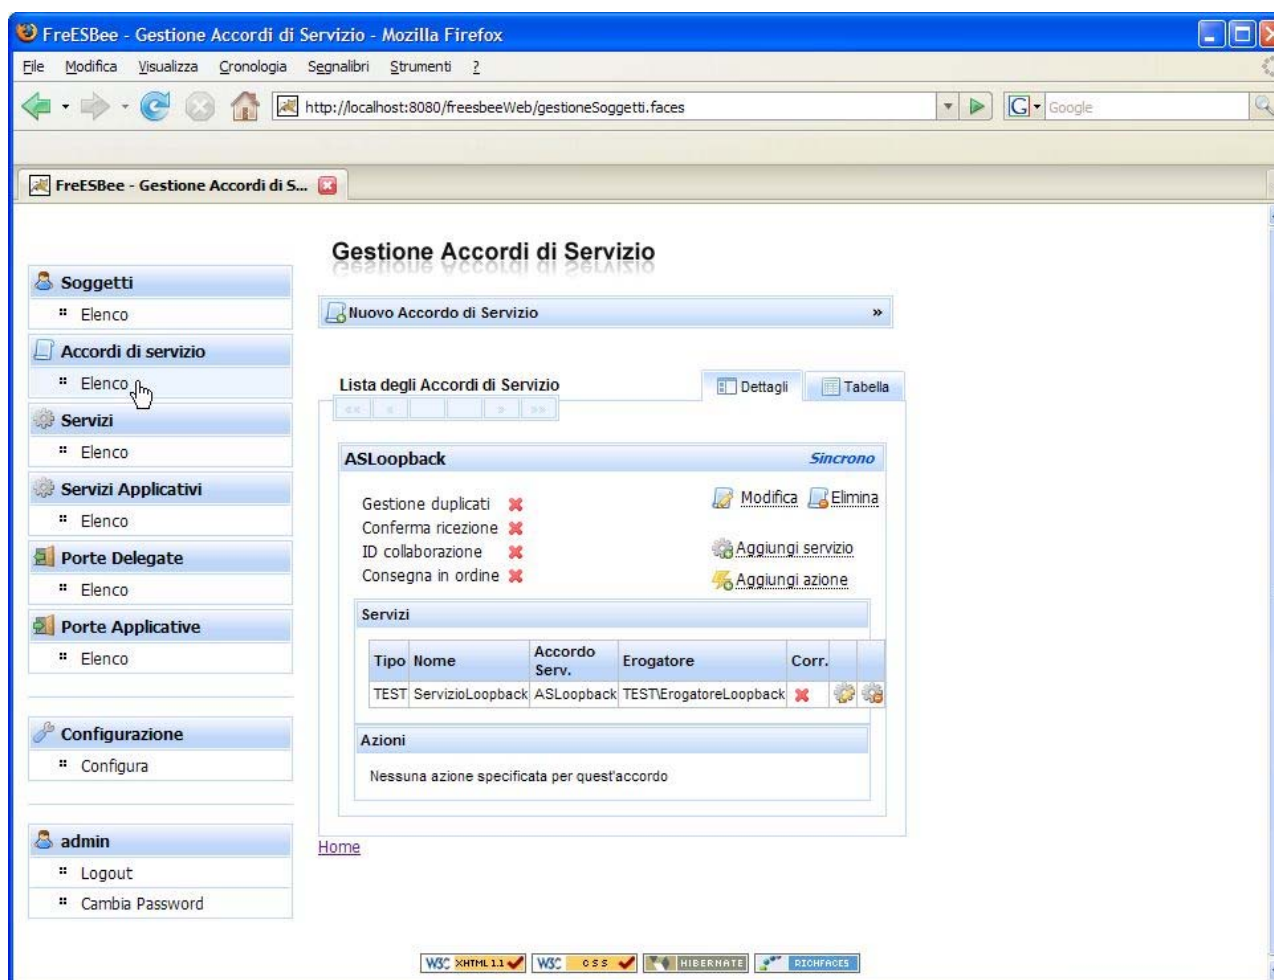 FreESBee - Gestione Accordi di Servizio - Mozilla Firefox
File Modifica Visualizza Cronologia Segnalibri Strumenti ?
http://localhost:8080/freesbeeWeb/gestioneSoggetti.faces
G Google
FreESBee - Gestione Accordi di S...
Gestione Accordi di Servizio
Soggetti
Elenco
Accordi di servizio
Elenco
Servizi
Elenco
Servizi Applicativi
Elenco
Porte Delegate
Elenco
Porte Applicative
Elenco
Configurazione
Configura
admin
Logout
Cambia Password
Nuovo Accordo di Servizio »
Lista degli Accordi di Servizio
Dettagli Tabella
«« « » »»
ASLoopback Sincrono
Gestione duplicati
Conferma ricezione
ID collaborazione
Consegna in ordine
Modifica Elimina
Aggiungi servizio
Aggiungi azione
Servizi
Tipo Nome Accordo Serv. Erogatore Corr.
TEST ServizioLoopback ASLoopback TEST\ErogatoreLoopback
Azioni
Nessuna azione specificata per quest'accordo
Home
W3C XHTML 1.1 W3C CSS HIBERNATE RICHFACES